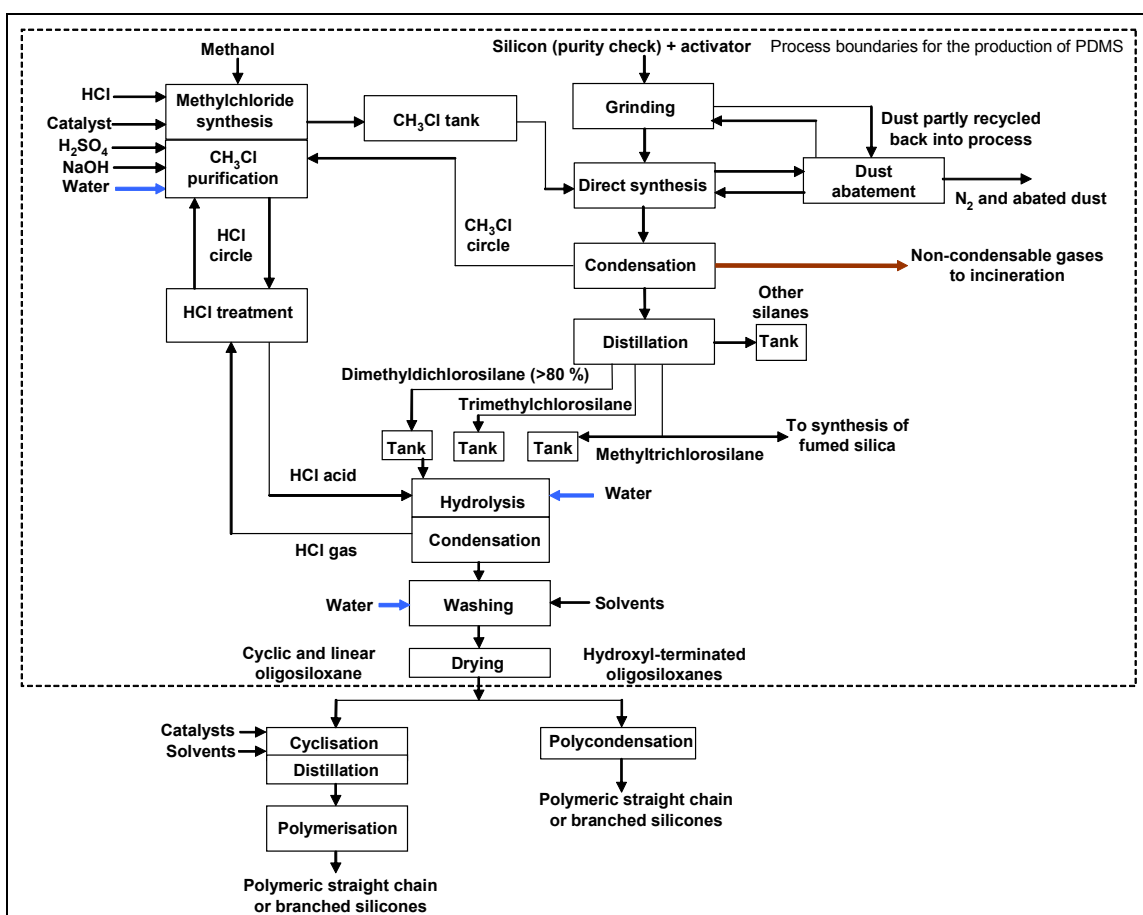 Silicon (purity check) + activator
Process boundaries for the production of PDMS
Methanol
HCl
Catalyst
H₂SO₄
NaOH
Water
Methylchloride
synthesis
CH₃Cl
purification
CH₃Cl tank
Grinding
Dust partly recycled
back into process
Direct synthesis
Dust
abatement
N₂ and abated dust
HCl
circle
CH₃Cl
circle
Condensation
Non-condensable gases
to incineration
HCl treatment
Distillation
Other
silanes
Tank
Dimethyldichlorosilane (>80 %)
Trimethylchlorosilane
Tank
Tank
Tank
Methyltrichlorosilane
To synthesis of
fumed silica
HCl acid
Hydrolysis
Water
Condensation
HCl gas
Water
Washing
Solvents
Cyclic and linear
oligosiloxane
Drying
Hydroxyl-terminated
oligosiloxanes
Catalysts
Solvents
Cyclisation
Distillation
Polycondensation
Polymerisation
Polymeric straight chain
or branched silicones
Polymeric straight chain
or branched silicones